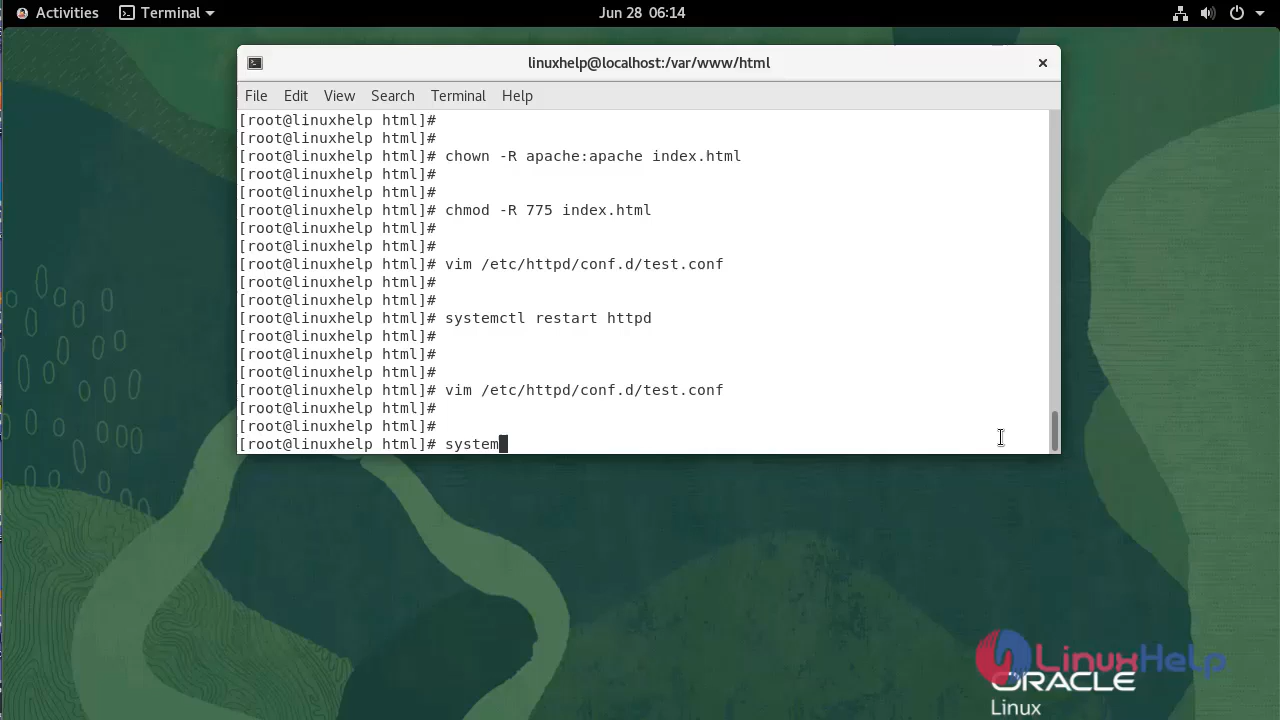 Activities Terminal Jun 28 06:14
linuxhelp@localhost:/var/www/html
File Edit View Search Terminal Help
[root@linuxhelp html]#
[root@linuxhelp html]#
[root@linuxhelp html]# chown -R apache:apache index.html
[root@linuxhelp html]#
[root@linuxhelp html]#
[root@linuxhelp html]# chmod -R 775 index.html
[root@linuxhelp html]#
[root@linuxhelp html]#
[root@linuxhelp html]# vim /etc/httpd/conf.d/test.conf
[root@linuxhelp html]#
[root@linuxhelp html]#
[root@linuxhelp html]# systemctl restart httpd
[root@linuxhelp html]#
[root@linuxhelp html]#
[root@linuxhelp html]#
[root@linuxhelp html]# vim /etc/httpd/conf.d/test.conf
[root@linuxhelp html]#
[root@linuxhelp html]#
[root@linuxhelp html]# system
LinuxHelp
ORACLE
Linux